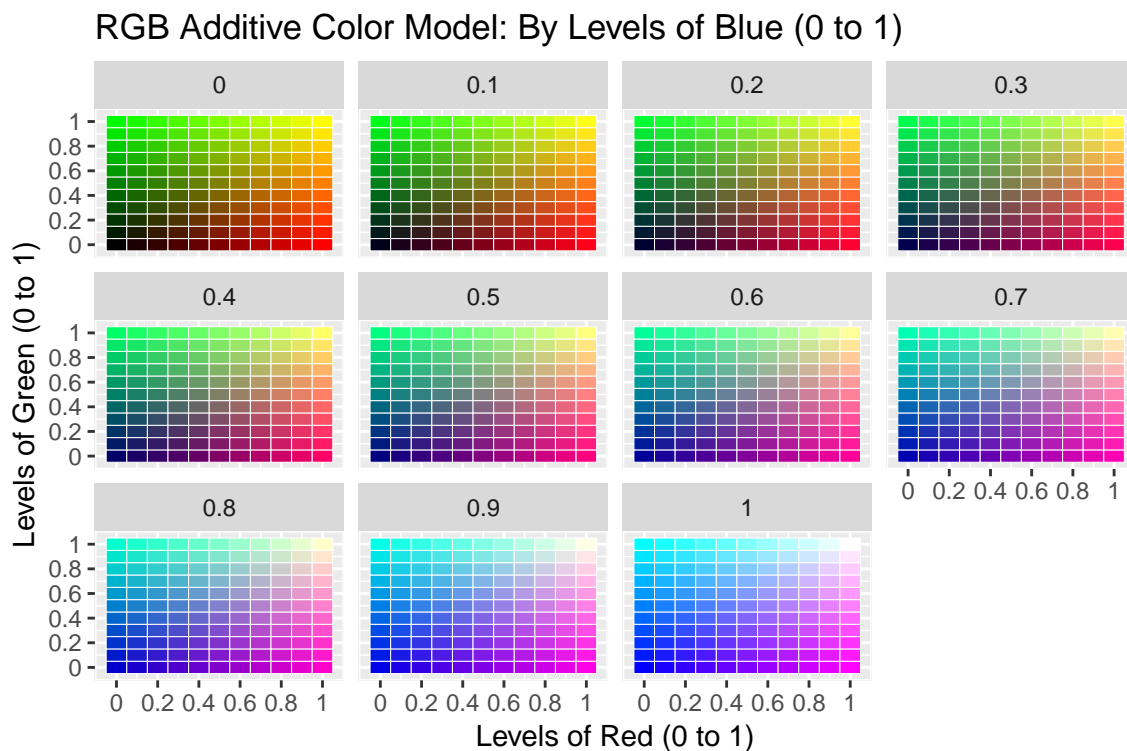 RGB Additive Color Model: By Levels of Blue (0 to 1)
0 0.1 0.2 0.3
1
0.8
0.6
0.4
0.2
0
0.4 0.5 0.6 0.7
1
0.8
0.6
0.4
0.2
0
0 0.2 0.4 0.6 0.8 1
0.8 0.9 1
1
0.8
0.6
0.4
0.2
0
0 0.2 0.4 0.6 0.8 1 0 0.2 0.4 0.6 0.8 1 0 0.2 0.4 0.6 0.8 1
Levels of Green (0 to 1)
Levels of Red (0 to 1)